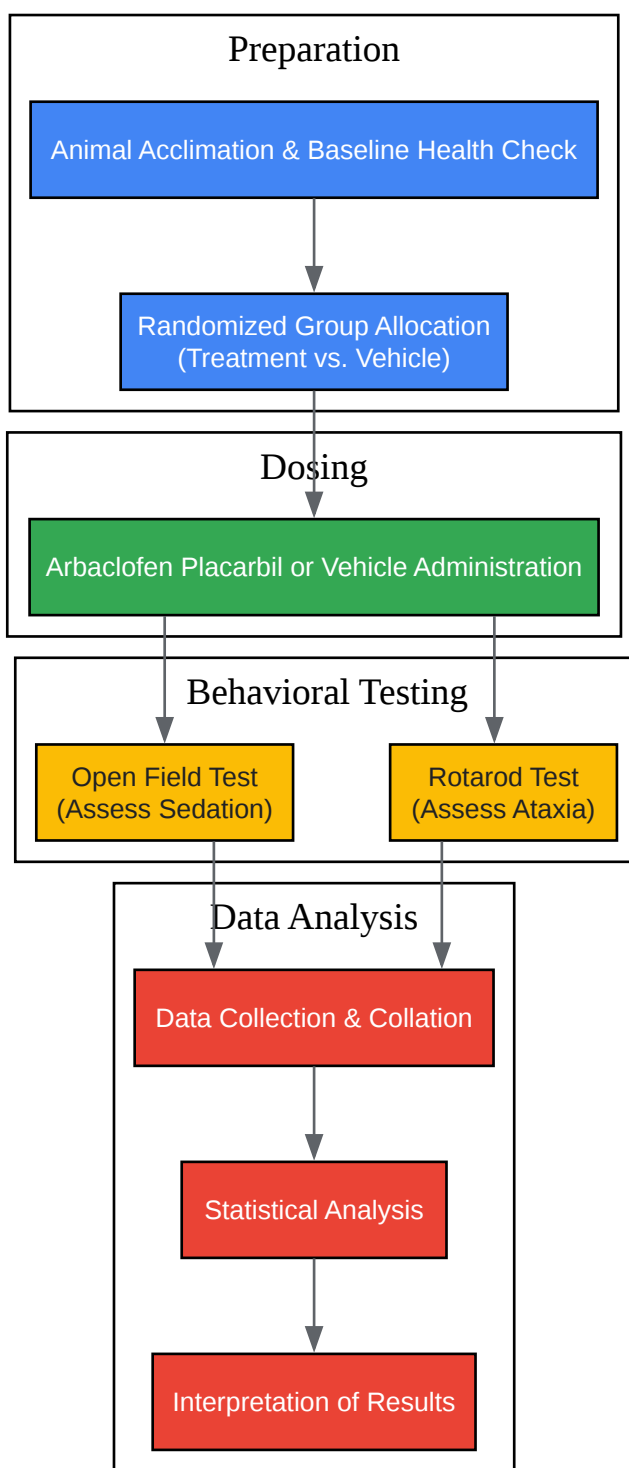 Preparation
Animal Acclimation & Baseline Health Check
Randomized Group Allocation
(Treatment vs. Vehicle)
Dosing
Arbaclofen Placarbil or Vehicle Administration
Behavioral Testing
Open Field Test
(Assess Sedation)
Rotarod Test
(Assess Ataxia)
Data Analysis
Data Collection & Collation
Statistical Analysis
Interpretation of Results